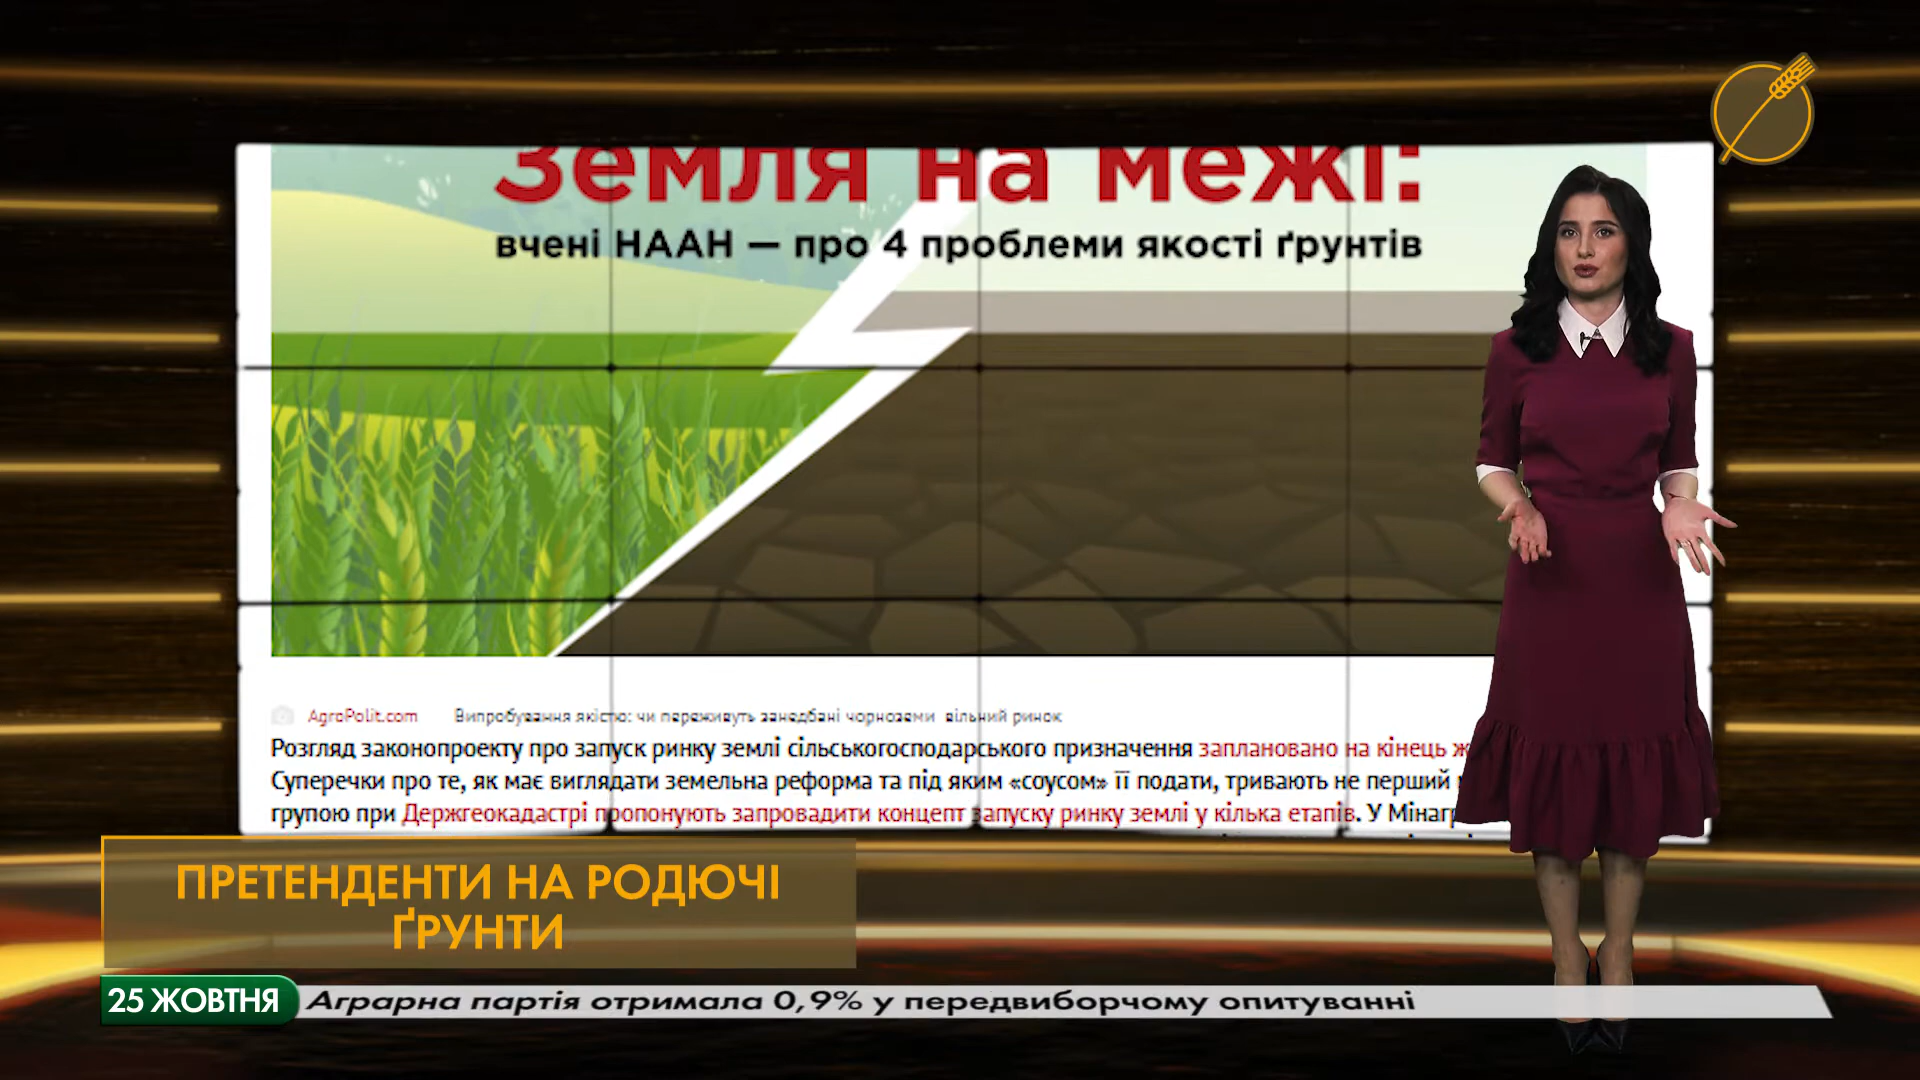 Земля на межі:
вчені НААН — про 4 проблеми якості ґрунтів
AgroPolit.com Випробування якістю: чи переживуть занедбані чорноземи вільний ринок
Розгляд законопроекту про запуск ринку землі сільськогосподарського призначення заплановано на кінець
Суперечки про те, як має виглядати земельна реформа та під яким «соусом» її подати, тривають не перший
групою при Держгеокадастрі пропонують запровадити концепт запуску ринку землі у кілька етапів. У
ПРЕТЕНДЕНТИ НА РОДЮЧІ
ҐРУНТИ
25 ЖОВТНЯ Аграрна партія отримала 0,9% у передвиборчому опитуванні